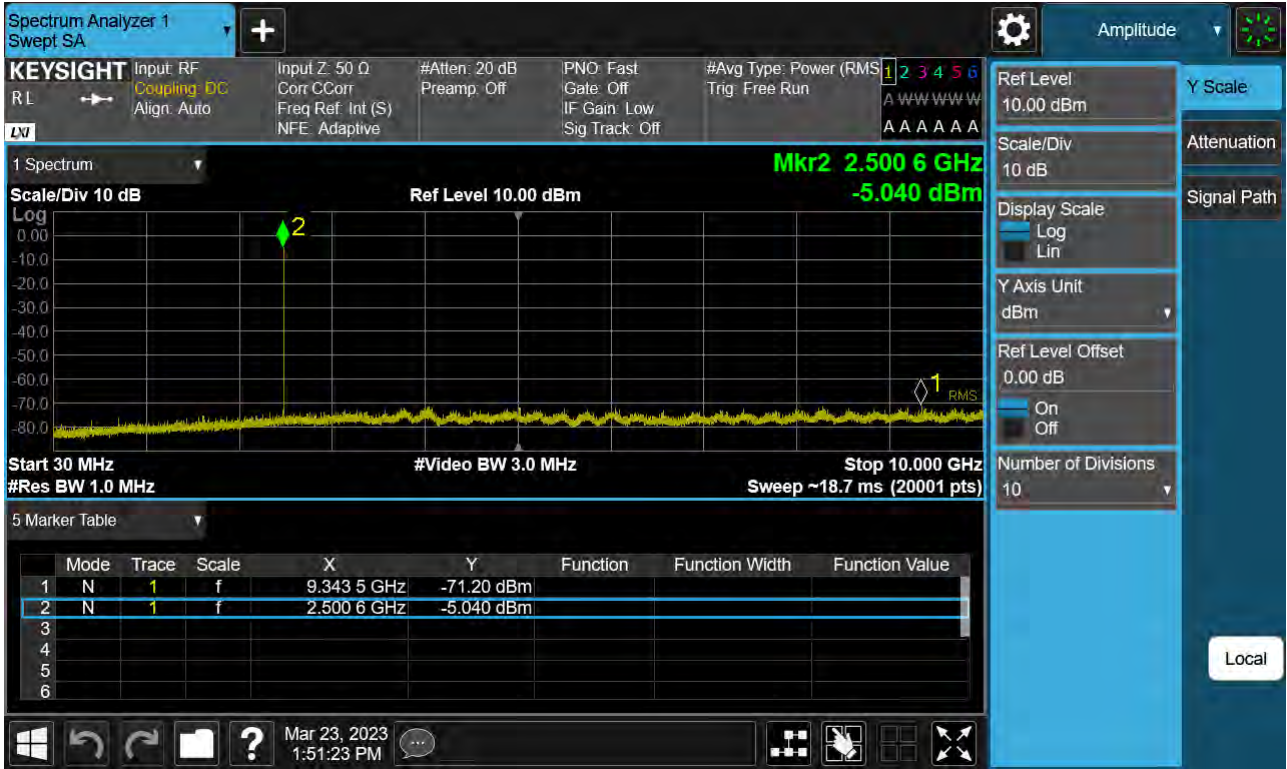 Spectrum Analyzer 1
Swept SA
Amplitude
KEYSIGHT
R L
LXI
Input: RF
Coupling: DC
Align: Auto
Input Z: 50 Ω
Corr CCorr
Freq Ref: Int (S)
NFE: Adaptive
#Atten: 20 dB
Preamp: Off
PNO: Fast
Gate: Off
IF Gain: Low
Sig Track: Off
#Avg Type: Power (RMS
Trig: Free Run
1 2 3 4 5 6
A W W W W W
A A A A A A
1 Spectrum
Mkr2 2.500 6 GHz
-5.040 dBm
Scale/Div 10 dB
Ref Level 10.00 dBm
Log
0.00
-10.0
-20.0
-30.0
-40.0
-50.0
-60.0
-70.0
-80.0
2
1
RMS
Start 30 MHz
#Video BW 3.0 MHz
Stop 10.000 GHz
#Res BW 1.0 MHz
Sweep ~18.7 ms (20001 pts)
5 Marker Table
Mode Trace Scale X Y Function Function Width Function Value
1 N 1 f 9.343 5 GHz -71.20 dBm
2 N 1 f 2.500 6 GHz -5.040 dBm
3
4
5
6
?
Mar 23, 2023
1:51:23 PM
Ref Level
10.00 dBm
Scale/Div
10 dB
Display Scale
Log
Lin
Y Axis Unit
dBm
Ref Level Offset
0.00 dB
On
Off
Number of Divisions
10
Y Scale
Attenuation
Signal Path
Local